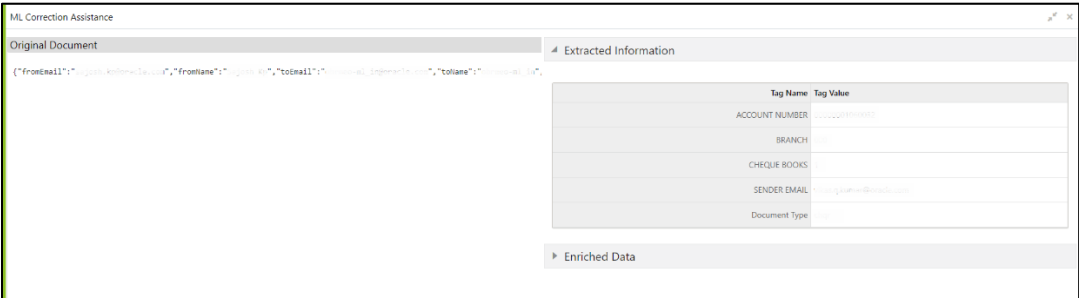 ML Correction Assistance
Original Document
{"fromEmail":" ","fromName":" ","toEmail":" ","toName":" ",
Extracted Information
Tag Name Tag Value
ACCOUNT NUMBER
BRANCH
CHEQUE BOOKS
SENDER EMAIL
Document Type
Enriched Data